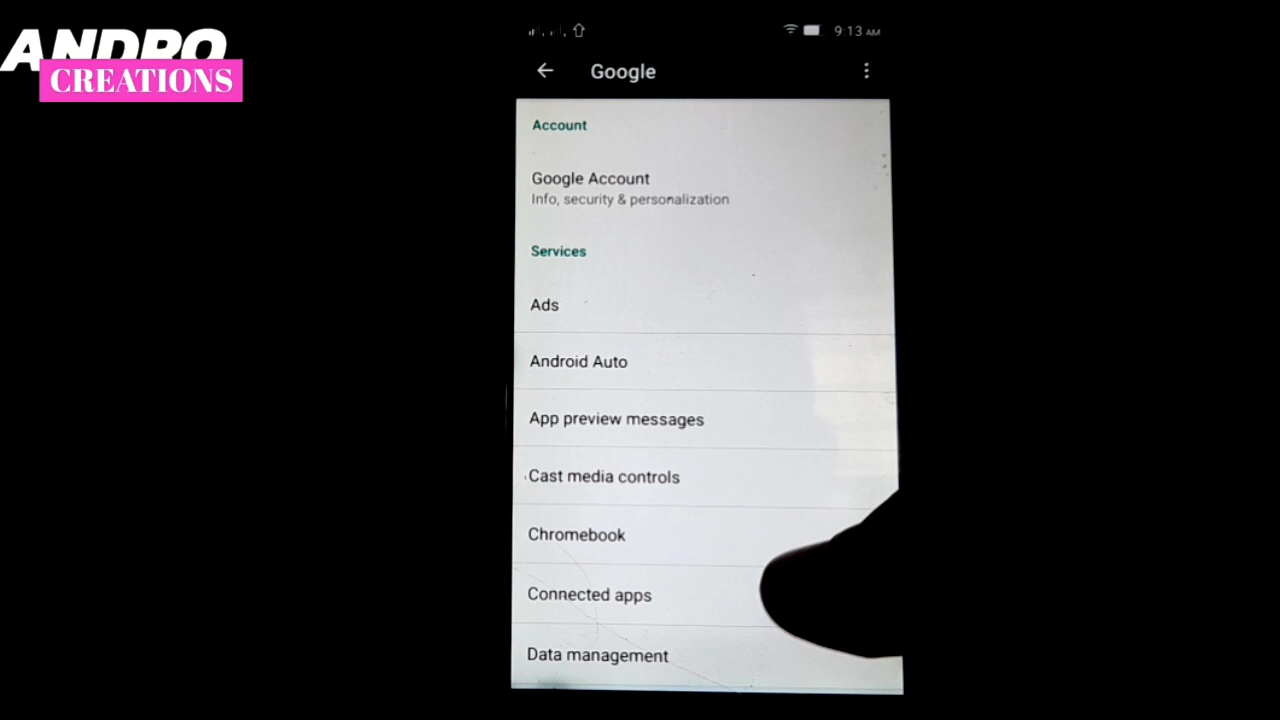 ANDRO
CREATIONS
9:13 AM
Google
Account
Google Account
Info, security & personalization
Services
Ads
Android Auto
App preview messages
Cast media controls
Chromebook
Connected apps
Data management